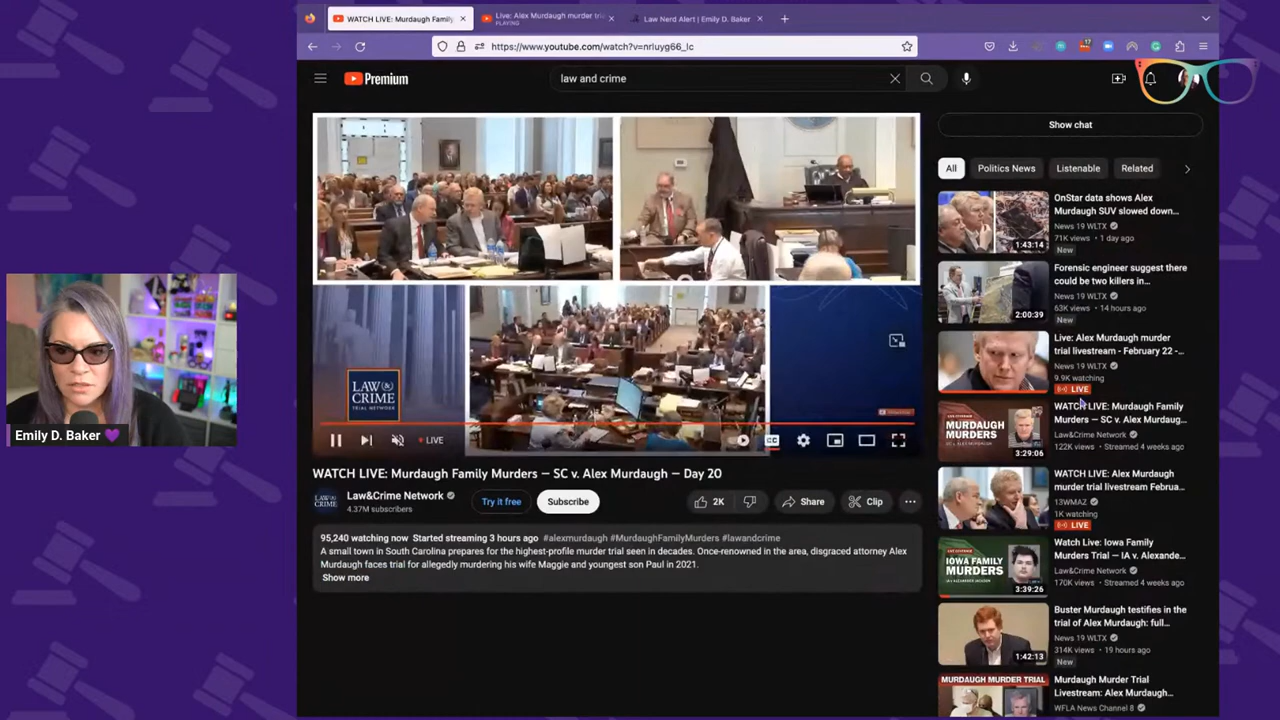 WATCH LIVE: Murdaugh Family
Live: Alex Murdaugh murder tri
PLAYING
Law Nerd Alert | Emily D. Baker
https://www.youtube.com/watch?v=nrluyg66_lc
Premium
law and crime
Show chat
All
Politics News
Listenable
Related
OnStar data shows Alex
Murdaugh SUV slowed down...
News 19 WLTX
71K views • 1 day ago
New
1:43:14
Forensic engineer suggest there
could be two killers in...
News 19 WLTX
63K views • 14 hours ago
New
2:00:39
Live: Alex Murdaugh murder
trial livestream - February 22 -...
News 19 WLTX
9.9K watching
LIVE
WATCH LIVE: Murdaugh Family
Murders – SC v. Alex Murdaug...
Law&Crime Network
122K views • Streamed 4 weeks ago
MURDAUGH
MURDERS
3:29:06
WATCH LIVE: Alex Murdaugh
murder trial livestream Februa...
13WMAZ
1K watching
LIVE
Watch Live: Iowa Family
Murders Trial — IA v. Alexande...
Law&Crime Network
170K views • Streamed 4 weeks ago
IOWA FAMILY
MURDERS
3:39:26
Buster Murdaugh testifies in the
trial of Alex Murdaugh: full...
News 19 WLTX
314K views • 19 hours ago
New
1:42:13
MURDAUGH MURDER TRIAL
Murdaugh Murder Trial
Livestream: Alex Murdaugh...
WFLA News Channel 8
LAW&
CRIME
TRIAL NETWORK
LIVE
CC
WATCH LIVE: Murdaugh Family Murders — SC v. Alex Murdaugh — Day 20
Law&Crime Network
4.37M subscribers
Try it free
Subscribe
2K
Share
Clip
95,240 watching now Started streaming 3 hours ago #alexmurdaugh #MurdaughFamilyMurders #lawandcrime
A small town in South Carolina prepares for the highest-profile murder trial seen in decades. Once-renowned in the area, disgraced attorney Alex
Murdaugh faces trial for allegedly murdering his wife Maggie and youngest son Paul in 2021.
Show more
Emily D. Baker